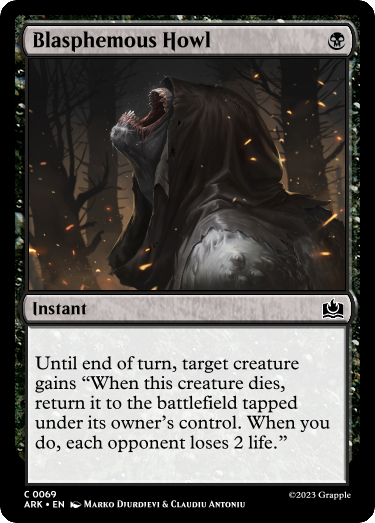 Blasphemous Howl
Instant
Until end of turn, target creature
gains “When this creature dies,
return it to the battlefield tapped
under its owner’s control. When you
do, each opponent loses 2 life.”
C 0069
ARK • EN Marko Djurdjevi & Claudiu Antoniu
©2023 Grapple